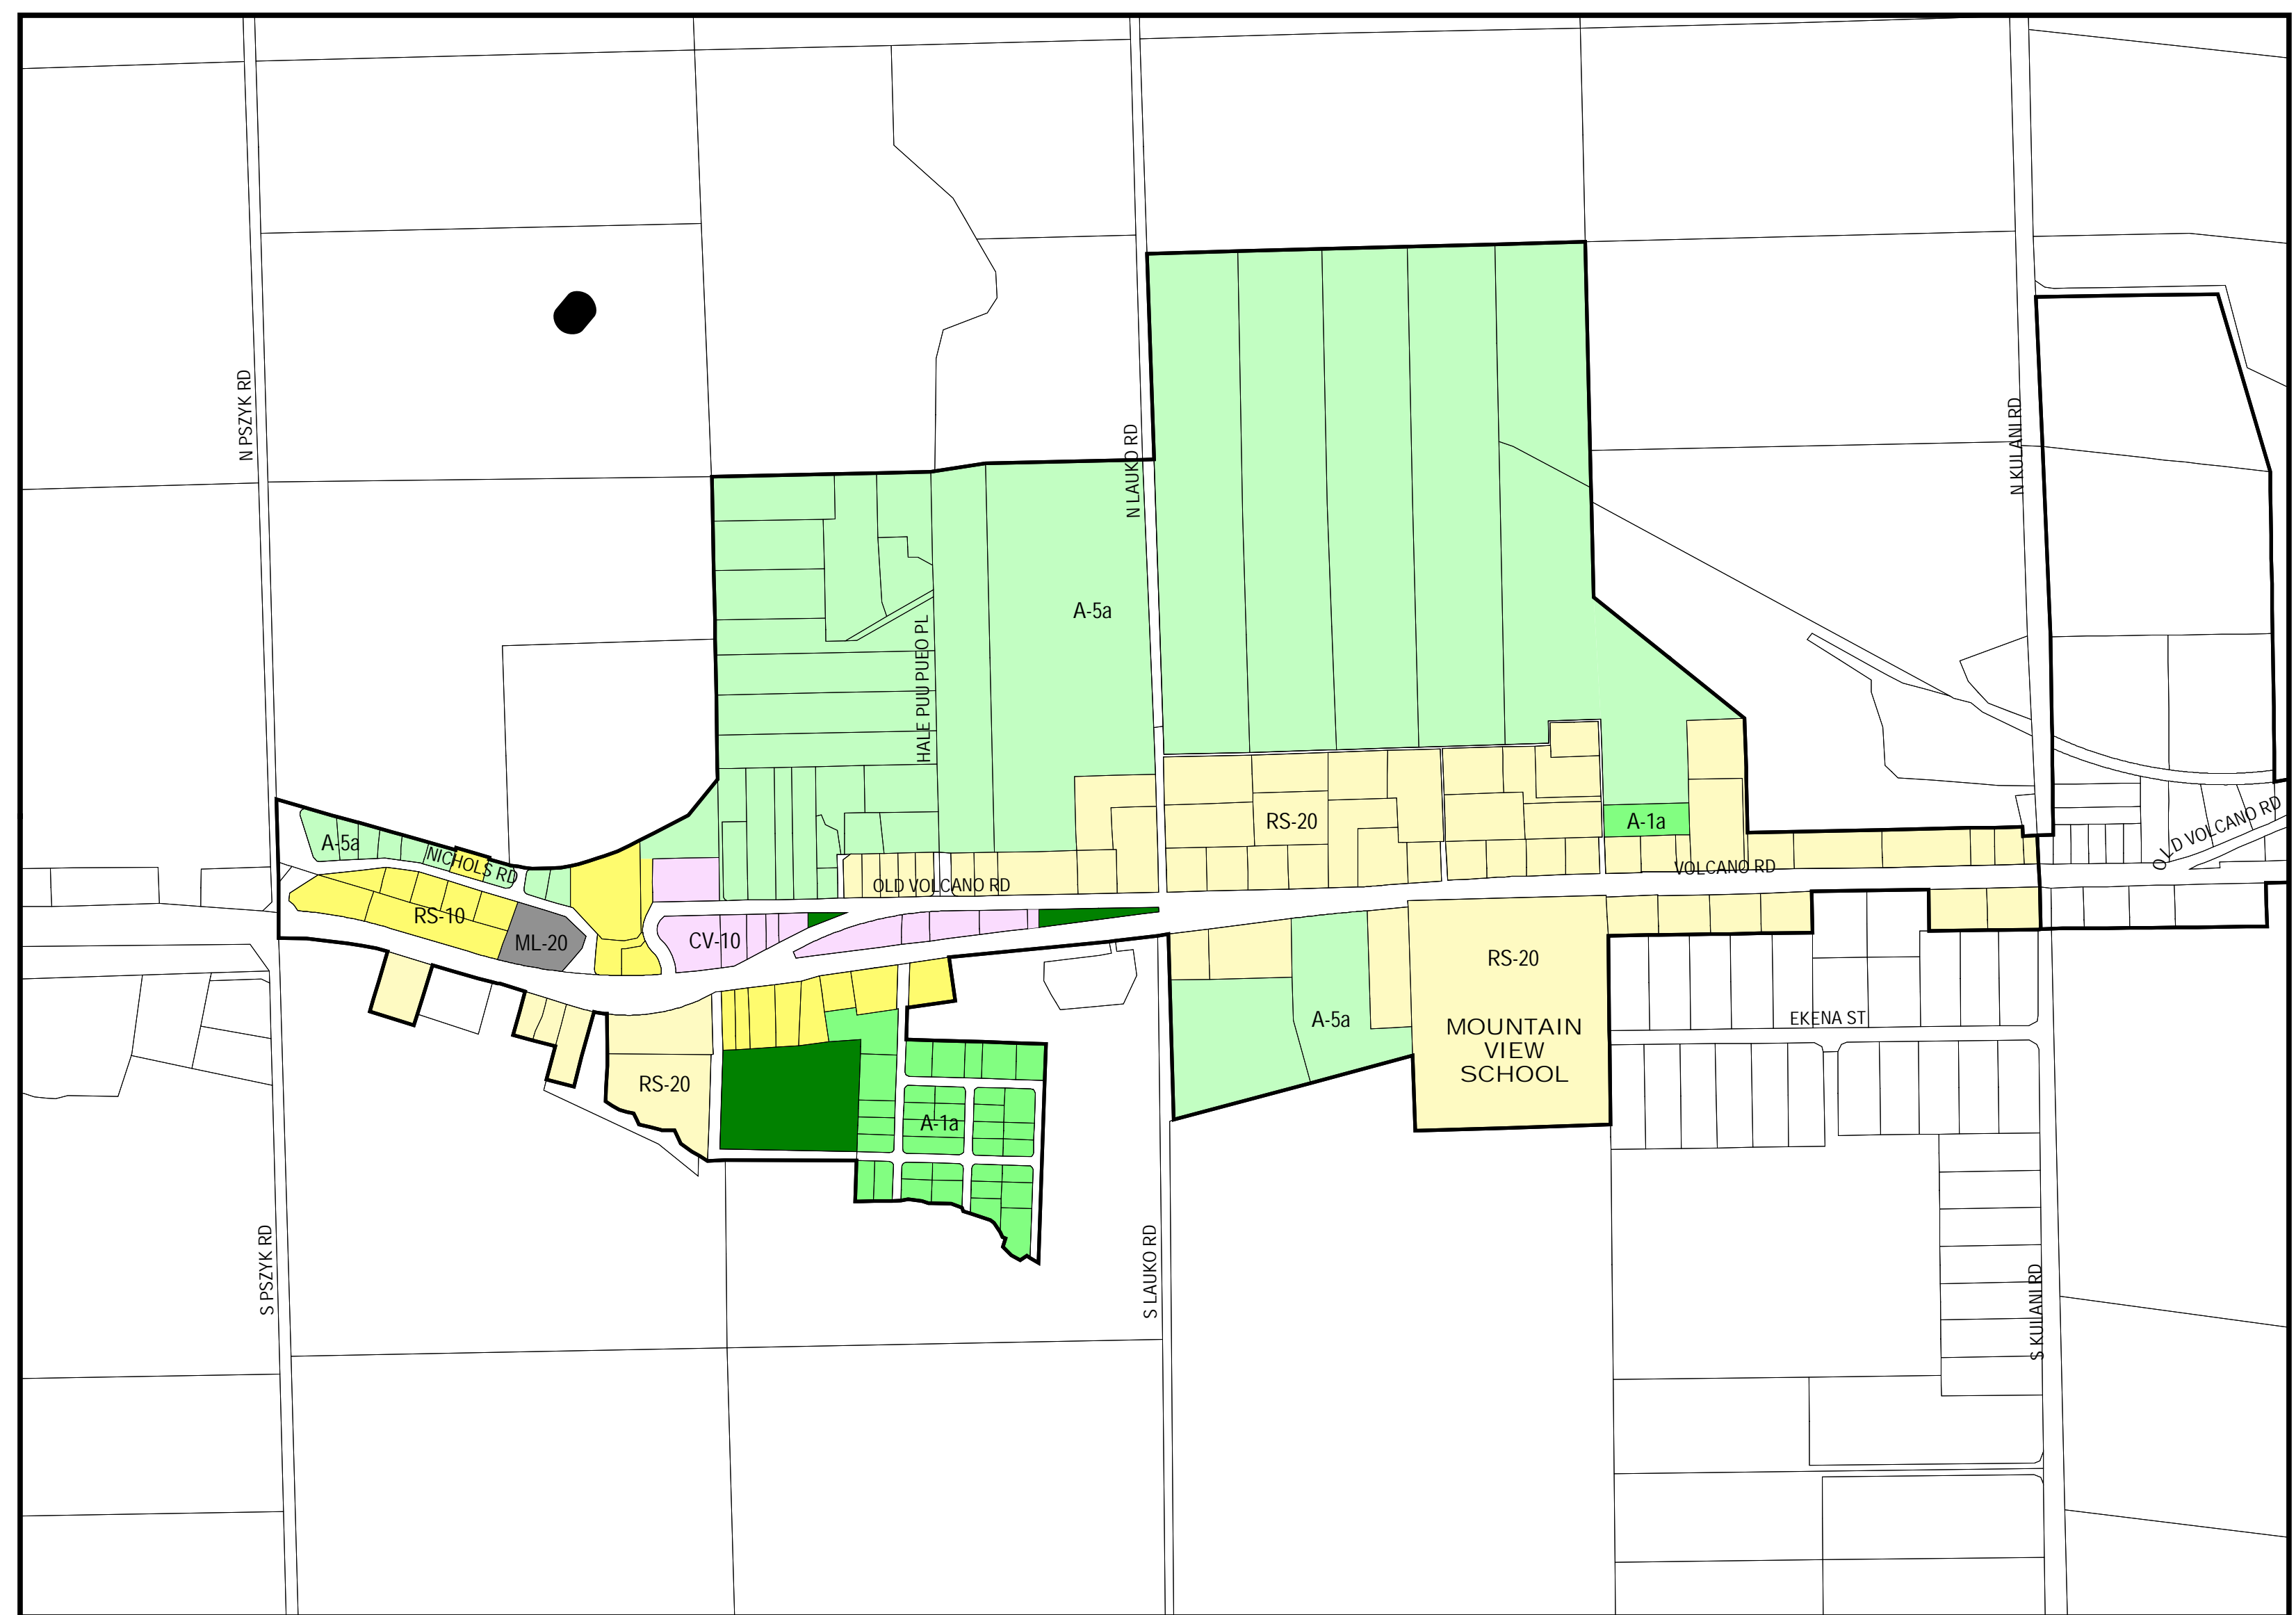 N PSZYK RD
N LAUKO RD
N KULANI RD
A-5a
HALE PUU PUEO PL
A-5a
NICHOLS RD
RS-20
A-1a
OLD VOLCANO RD
VOLCANO RD
OLD VOLCANO RD
RS-10
ML-20
CV-10
RS-20
A-5a
EKENA ST
MOUNTAIN
VIEW
SCHOOL
RS-20
A-1a
S PSZYK RD
S LAUKO RD
S KULANI RD